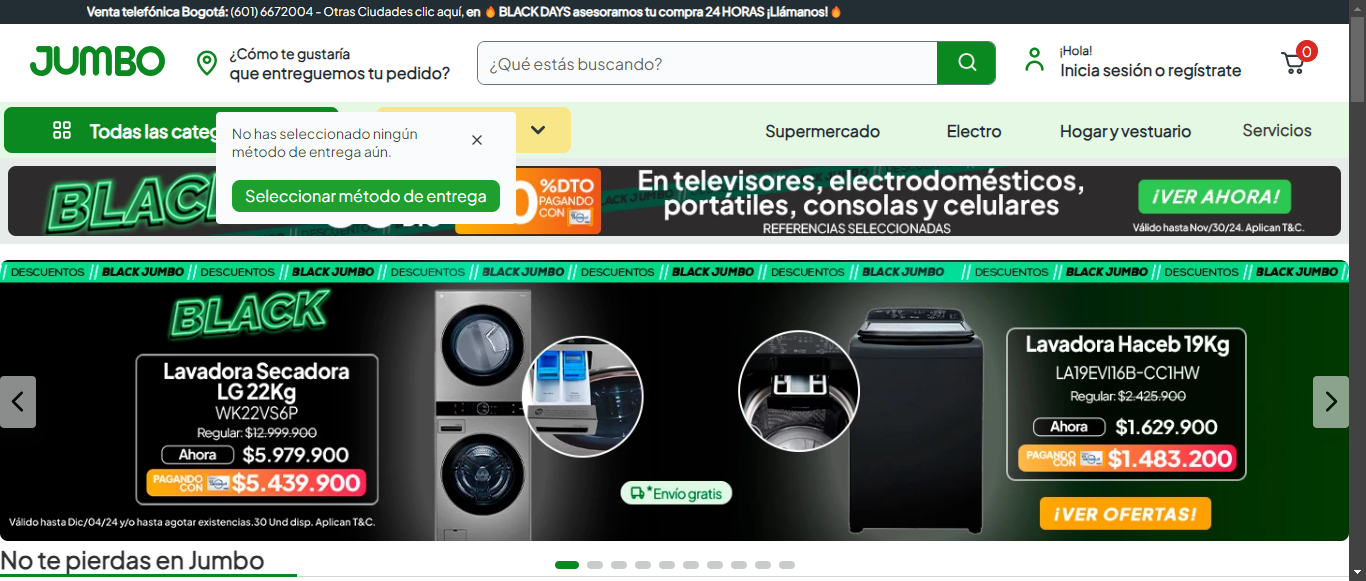 Venta telefónica Bogotá: (601) 6672004 - Otras Ciudades clic aquí, en 🔥 BLACK DAYS asesoramos tu compra 24 HORAS ¡Llámanos! 🔥
JUMBO
¿Cómo te gustaría
que entreguemos tu pedido?
¿Qué estás buscando?
¡Hola!
Inicia sesión o regístrate
0
Todas las categ
No has seleccionado ningún
método de entrega aún.
Seleccionar método de entrega
Supermercado
Electro
Hogar y vestuario
Servicios
BLACK
%DTO
PAGANDO
CON
En televisores, electrodomésticos,
portátiles, consolas y celulares
REFERENCIAS SELECCIONADAS
¡VER AHORA!
Válido hasta Nov/30/24. Aplican T&C.
// DESCUENTOS // BLACK JUMBO // DESCUENTOS // BLACK JUMBO // DESCUENTOS // BLACK JUMBO // DESCUENTOS // BLACK JUMBO // DESCUENTOS // BLACK JUMBO // DESCUENTOS // BLACK JUMBO // DESCUENTOS // BLACK JUMBO //
BLACK
Lavadora Secadora
LG 22Kg
WK22VS6P
Regular: $12.999.900
Ahora $5.979.900
PAGANDO
CON $5.439.900
Válido hasta Dic/04/24 y/o hasta agotar existencias.30 Und disp. Aplican T&C.
*Envío gratis
Lavadora Haceb 19Kg
LA19EVI16B-CC1HW
Regular: $2.425.900
Ahora $1.629.900
PAGANDO
CON $1.483.200
¡VER OFERTAS!
No te pierdas en Jumbo